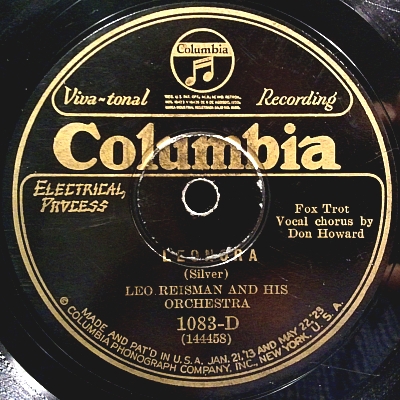 Columbia
Viva-tonal Recording
Columbia
ELECTRICAL
PROCESS
Fox Trot
Vocal chorus by
Don Howard
LEONORA
(Silver)
LEO REISMAN AND HIS
ORCHESTRA
1083-D
(144458)
MADE AND PAT'D IN U.S.A. JAN. 21, '13 AND MAY 22, '23
© COLUMBIA PHONOGRAPH COMPANY, INC., NEW YORK, U.S.A.